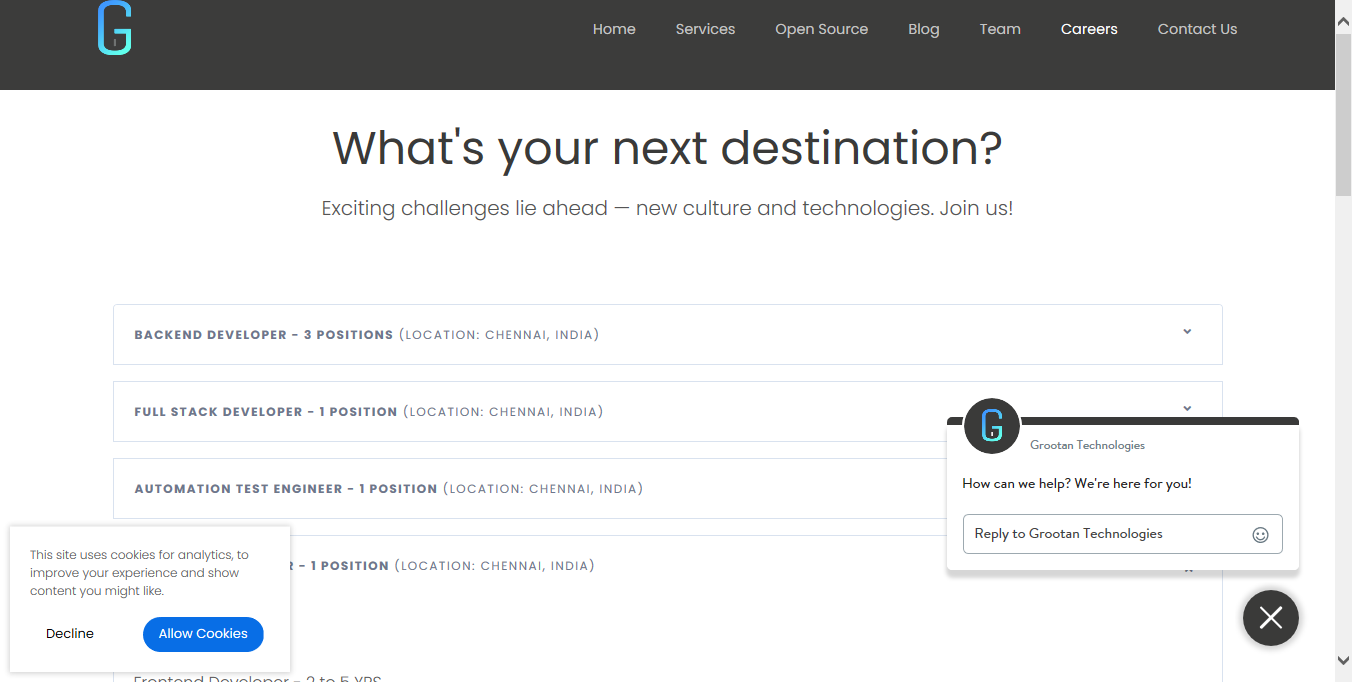 G
Home Services Open Source Blog Team Careers Contact Us
What's your next destination?
Exciting challenges lie ahead — new culture and technologies. Join us!
BACKEND DEVELOPER - 3 POSITIONS (LOCATION: CHENNAI, INDIA)
FULL STACK DEVELOPER - 1 POSITION (LOCATION: CHENNAI, INDIA)
AUTOMATION TEST ENGINEER - 1 POSITION (LOCATION: CHENNAI, INDIA)
- 1 POSITION (LOCATION: CHENNAI, INDIA)
Frontend Developer - 2 to 5 YRS
G
Grootan Technologies
How can we help? We're here for you!
Reply to Grootan Technologies
This site uses cookies for analytics, to
improve your experience and show
content you might like.
Decline
Allow Cookies